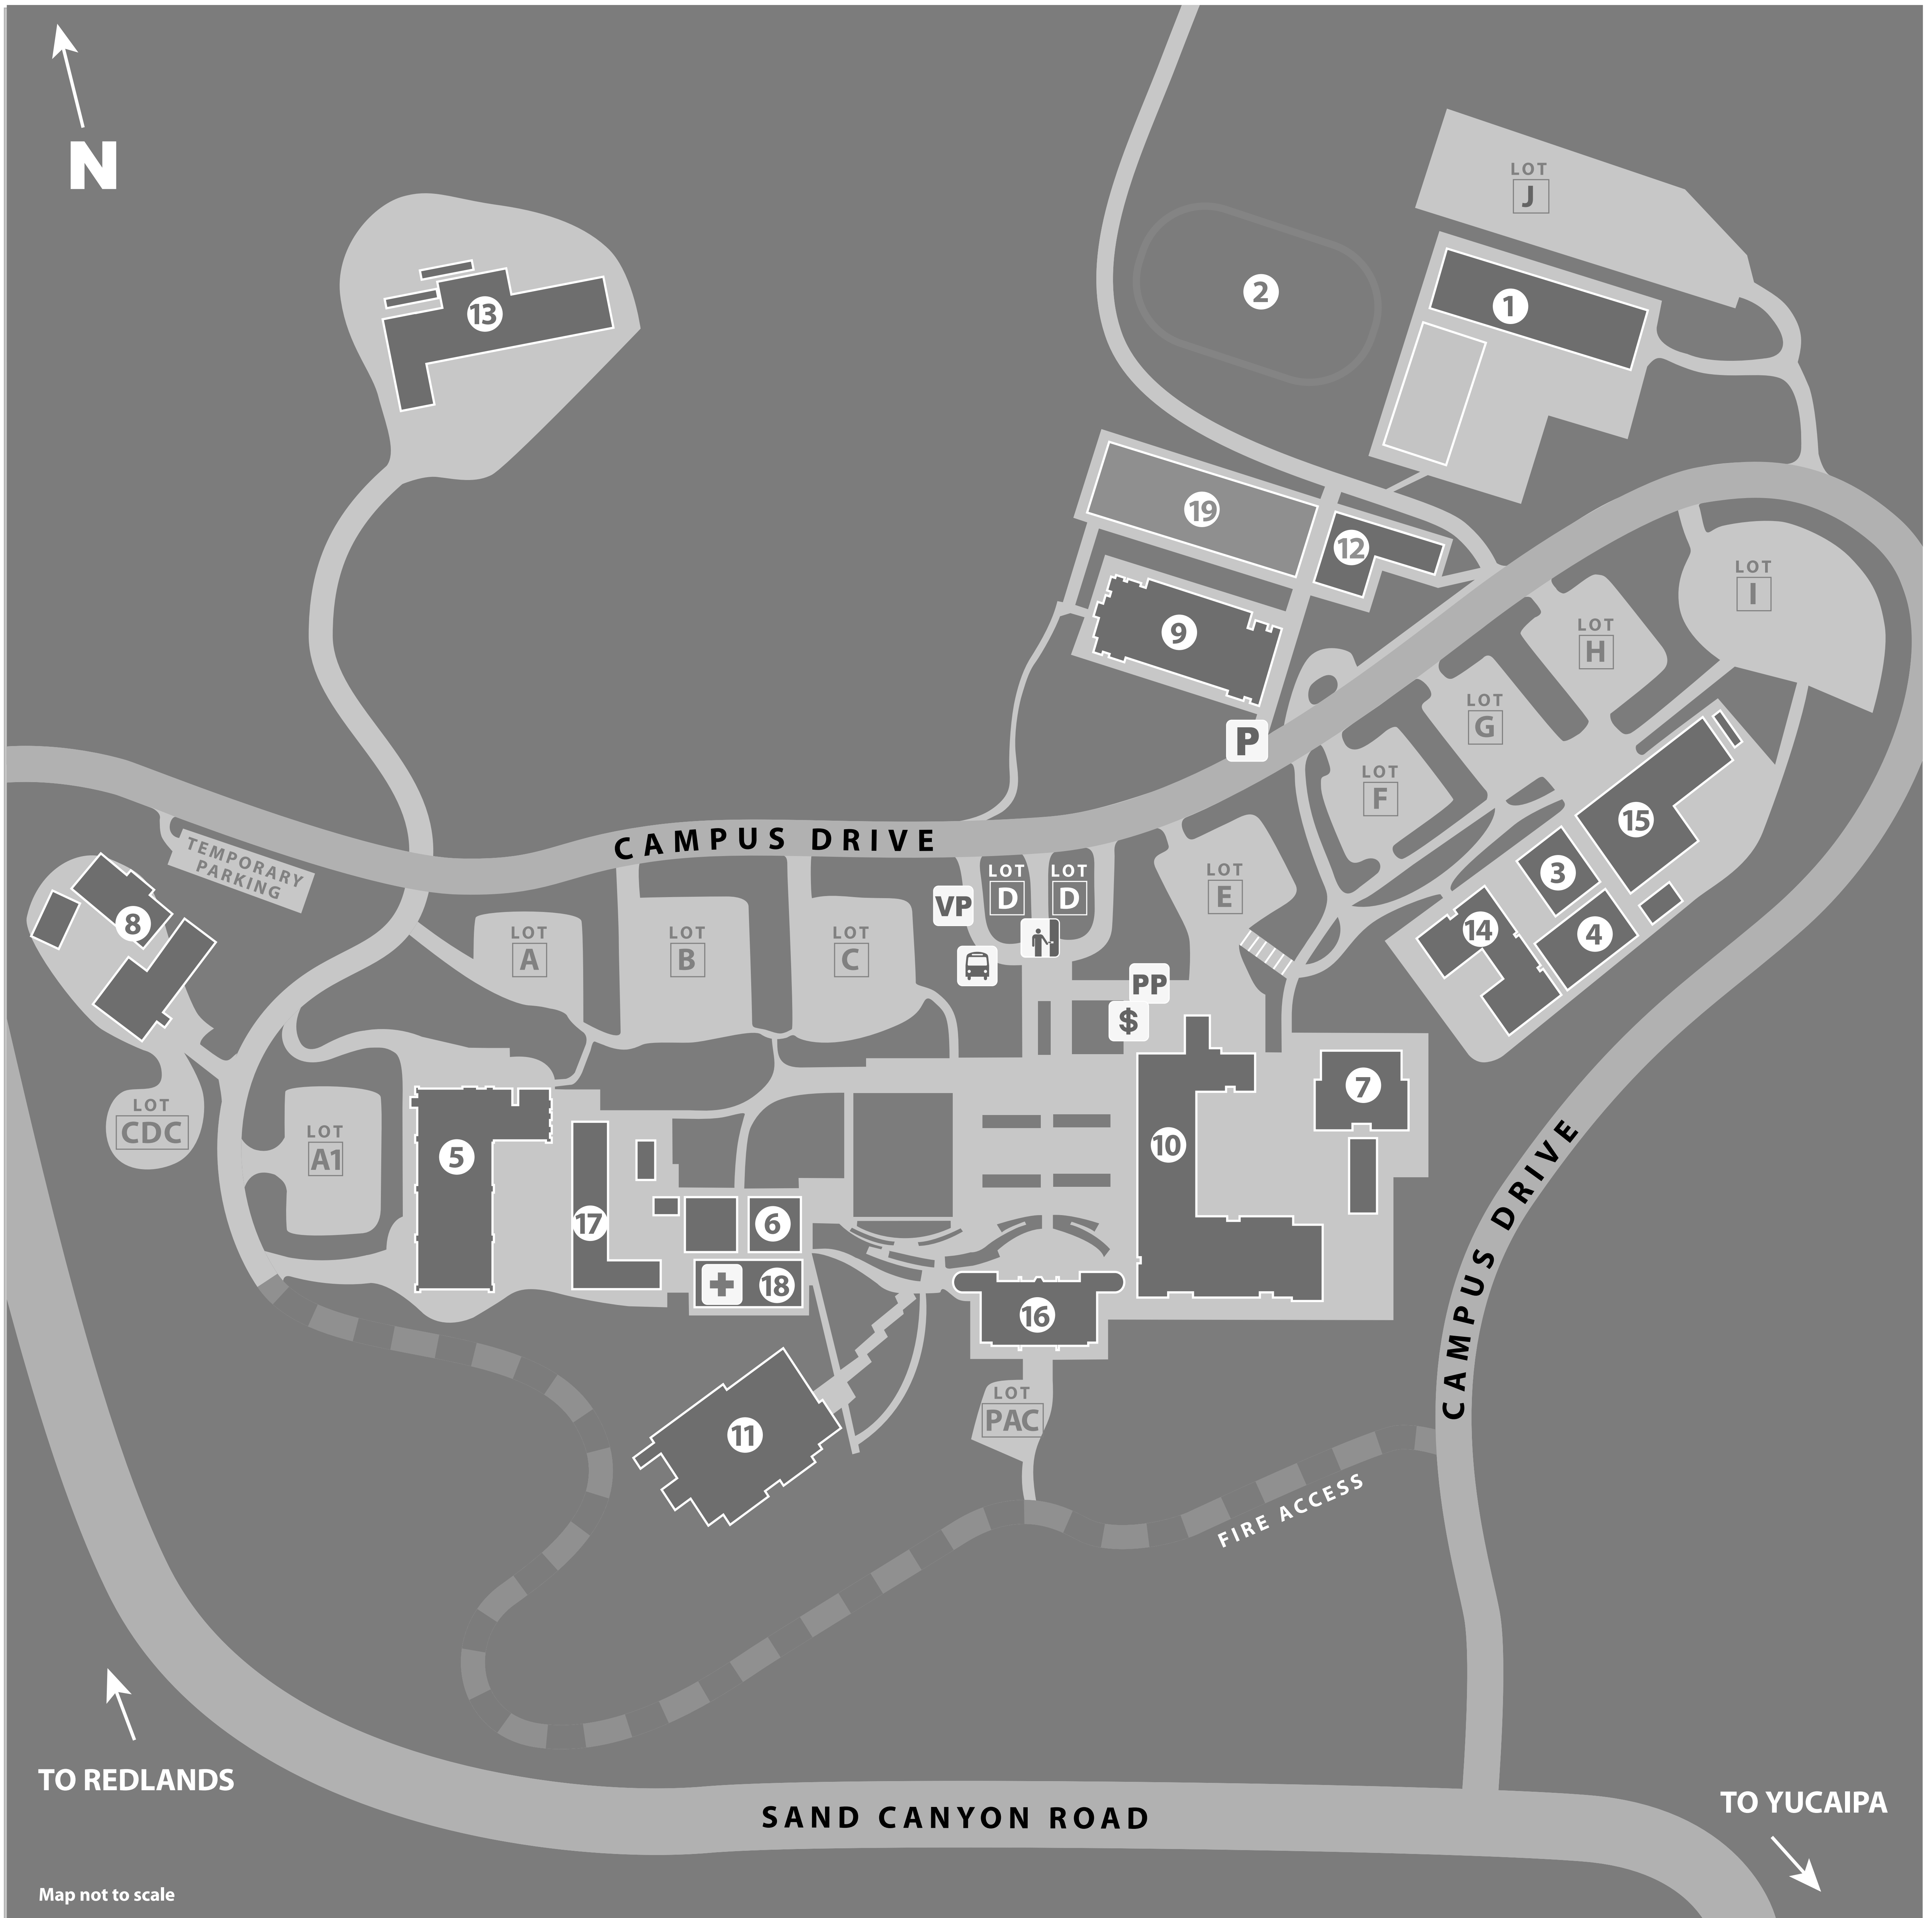 N
LOT
J
2
1
13
19
12
LOT
I
LOT
H
9
LOT
G
P
LOT
F
15
CAMPUS DRIVE
TEMPORARY
PARKING
8
LOT
A
LOT
B
LOT
C
VP
LOT
D
LOT
D
LOT
E
3
14
4
PP
$
LOT
CDC
LOT
A1
5
17
6
18
10
7
16
11
LOT
PAC
CAMPUS DRIVE
FIRE ACCESS
TO REDLANDS
SAND CANYON ROAD
TO YUCAIPA
Map not to scale